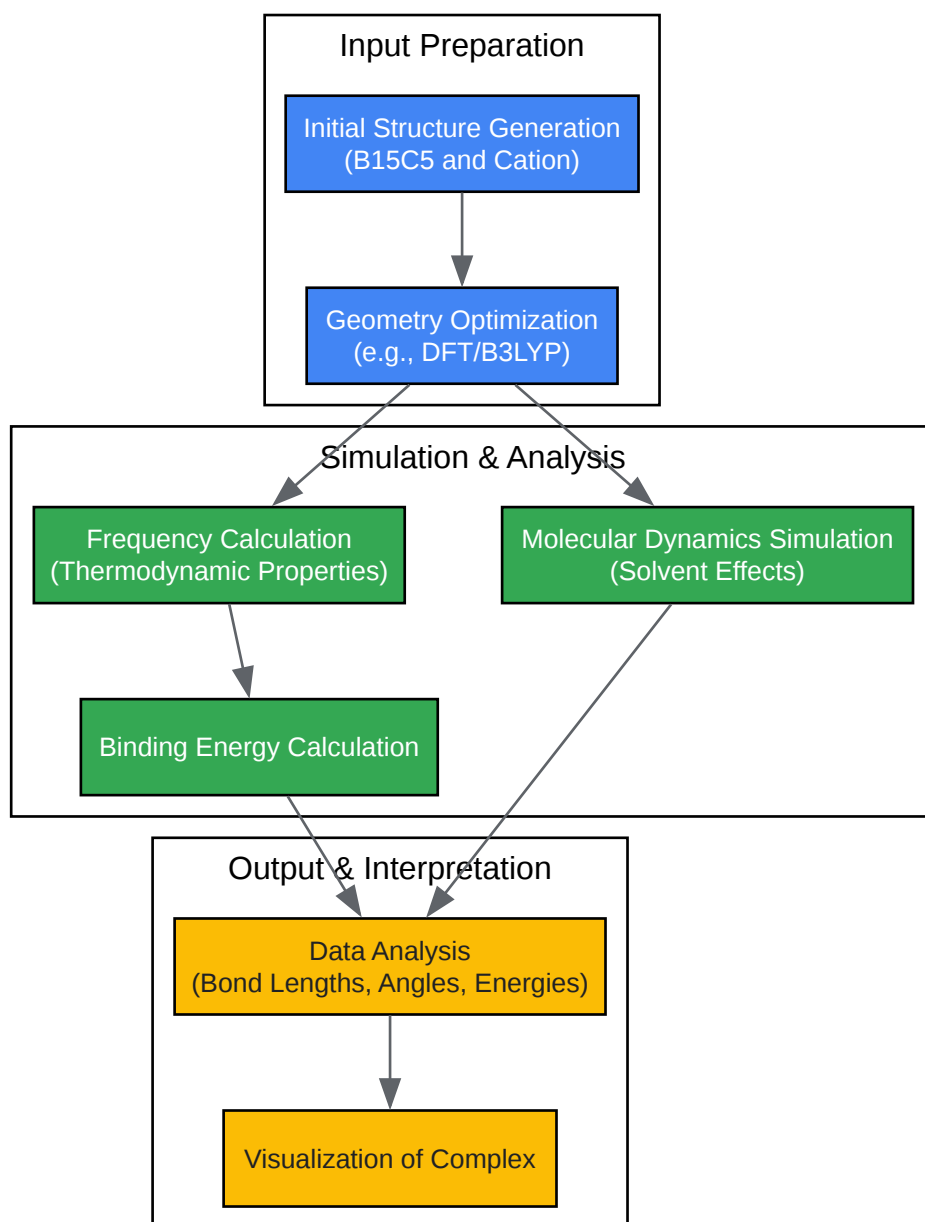 Input Preparation
Initial Structure Generation
(B15C5 and Cation)
Geometry Optimization
(e.g., DFT/B3LYP)
Simulation & Analysis
Frequency Calculation
(Thermodynamic Properties)
Molecular Dynamics Simulation
(Solvent Effects)
Binding Energy Calculation
Output & Interpretation
Data Analysis
(Bond Lengths, Angles, Energies)
Visualization of Complex